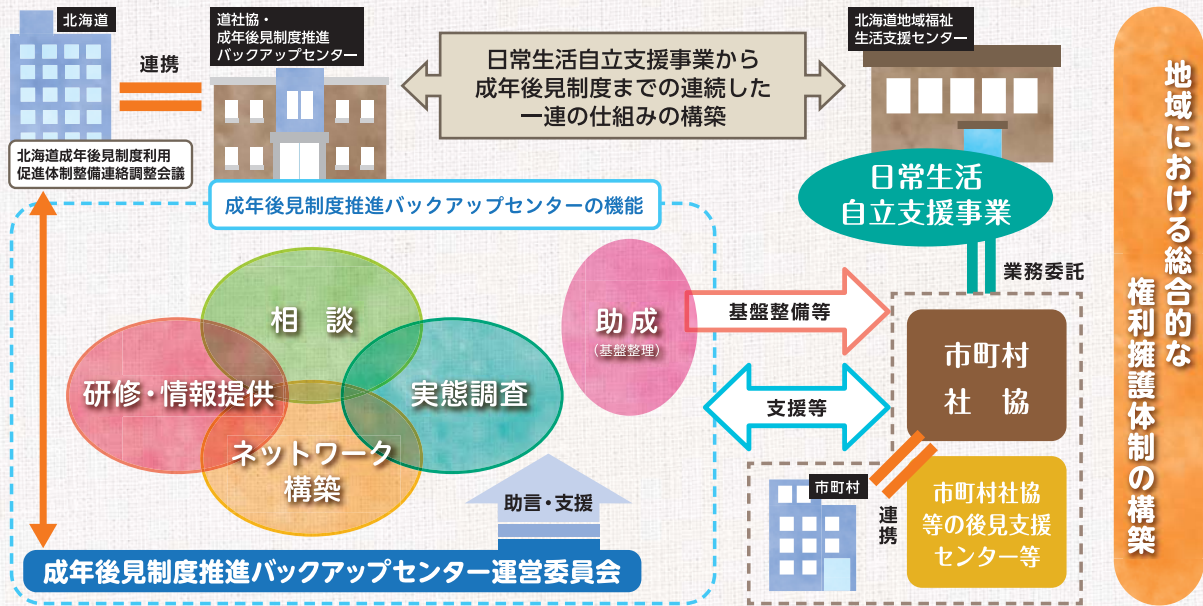 北海道
連携
道社協・
成年後見制度推進
バックアップセンター
日常生活自立支援事業から
成年後見制度までの連続した
一連の仕組みの構築
北海道地域福祉
生活支援センター
北海道成年後見制度利用
促進体制整備連絡調整会議
成年後見制度推進バックアップセンターの機能
日常生活
自立支援事業
業務委託
相 談
研修・情報提供
実態調査
ネットワーク
構築
助成
(基盤整理)
基盤整備等
支援等
市町村
社 協
市町村
連携
市町村社協
等の後見支援
センター等
助言・支援
成年後見制度推進バックアップセンター運営委員会
地域における総合的な
権利擁護体制の構築